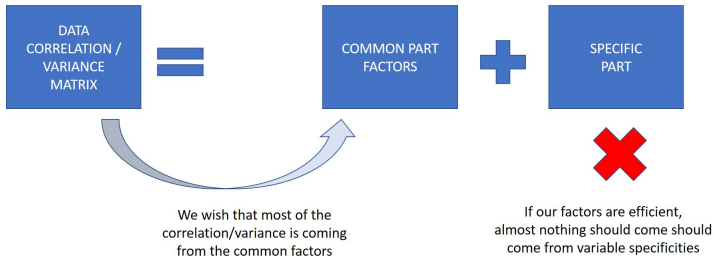 DATA
CORRELATION /
VARIANCE
MATRIX
COMMON PART
FACTORS
SPECIFIC
PART
We wish that most of the
correlation/variance is coming
from the common factors
If our factors are efficient,
almost nothing should come should
come from variable specificities